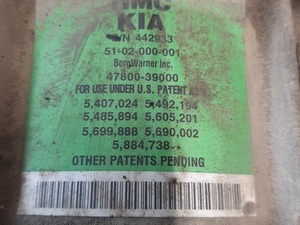 HMC
KIA
P/N 442933
51-02-000-001
BorgWarner Inc.
47800-39000
FOR USE UNDER U.S. PATENT
5,407,024 5,492,194
5,485,894 5,605,201
5,699,888 5,690,002
5,884,738
OTHER PATENTS PENDING